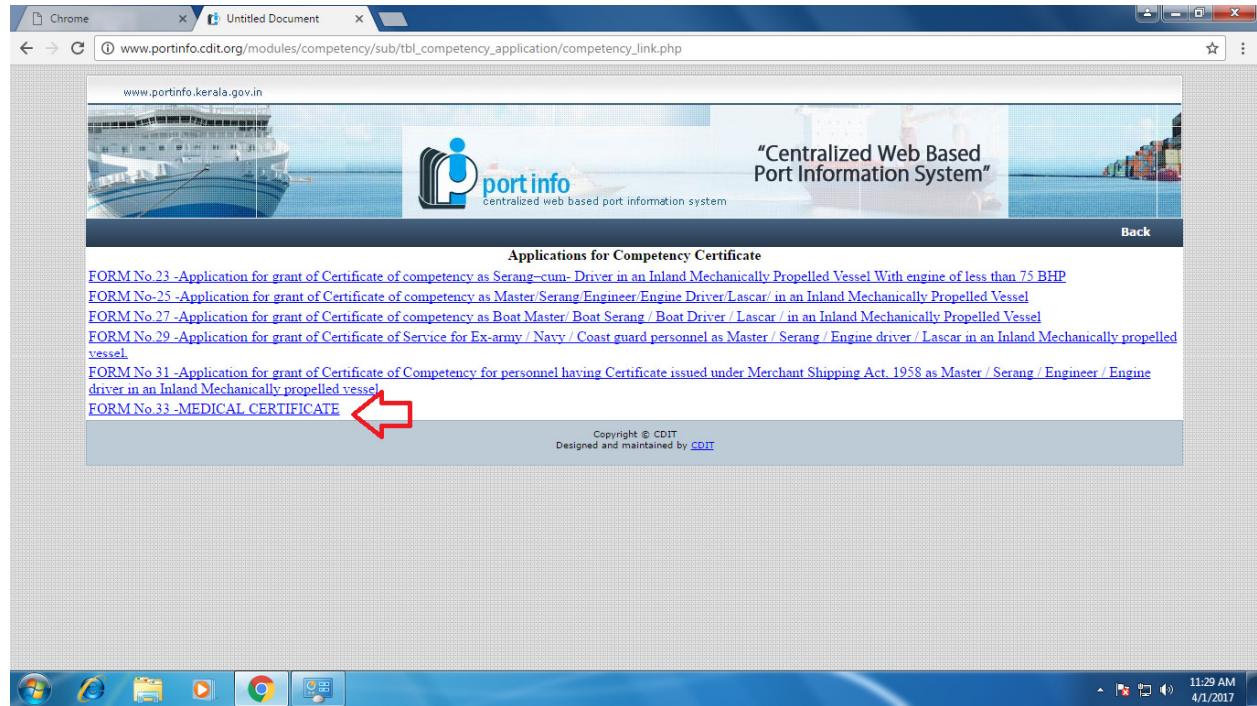 Chrome
Untitled Document
www.portinfo.cdit.org/modules/competency/sub/tbl_competency_application/competency_link.php
www.portinfo.kerala.gov.in
port info
centralized web based port information system
"Centralized Web Based
Port Information System"
Back
Applications for Competency Certificate
FORM No.23 -Application for grant of Certificate of competency as Serang–cum- Driver in an Inland Mechanically Propelled Vessel With engine of less than 75 BHP
FORM No-25 -Application for grant of Certificate of competency as Master/Serang/Engineer/Engine Driver/Lascar/ in an Inland Mechanically Propelled Vessel
FORM No.27 -Application for grant of Certificate of competency as Boat Master/ Boat Serang / Boat Driver / Lascar / in an Inland Mechanically Propelled Vessel
FORM No.29 -Application for grant of Certificate of Service for Ex-army / Navy / Coast guard personnel as Master / Serang / Engine driver / Lascar in an Inland Mechanically propelled
vessel.
FORM No 31 -Application for grant of Certificate of Competency for personnel having Certificate issued under Merchant Shipping Act, 1958 as Master / Serang / Engineer / Engine
driver in an Inland Mechanically propelled vessel
FORM No.33 -MEDICAL CERTIFICATE
Copyright © CDIT
Designed and maintained by CDIT
11:29 AM
4/1/2017